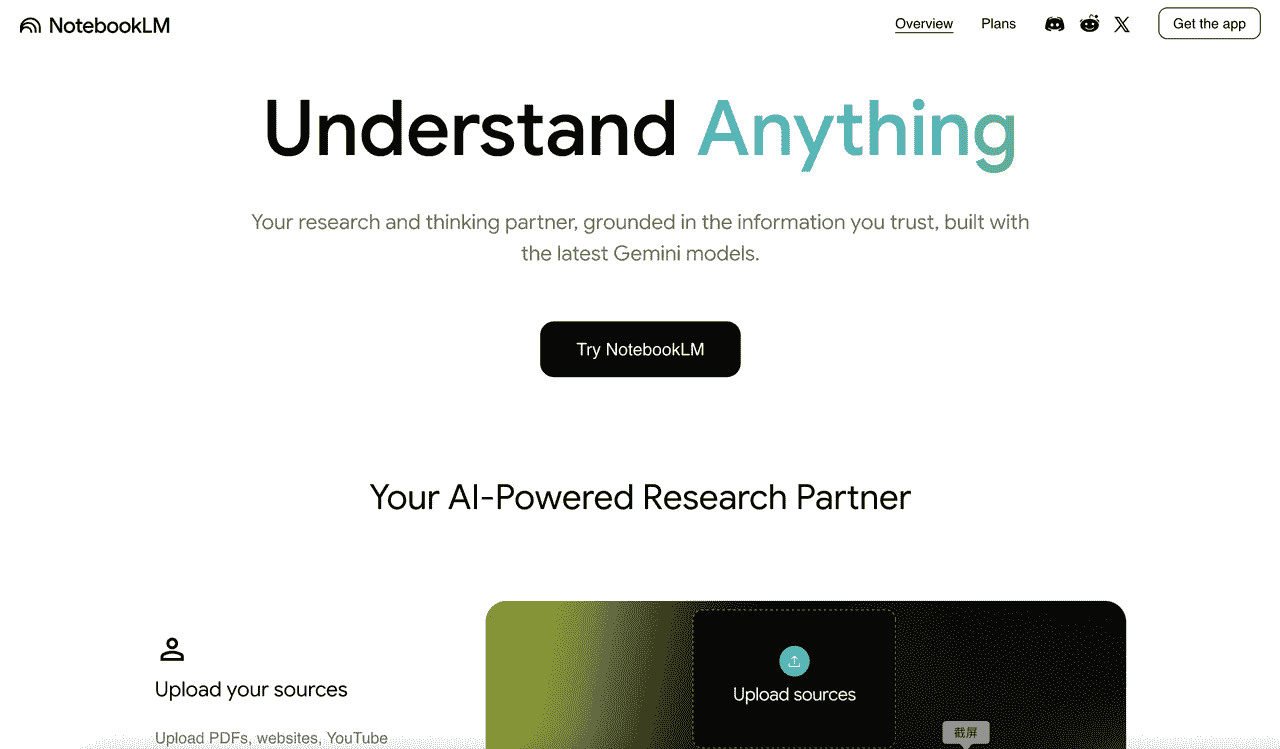 NotebookLM
Overview
Plans
Get the app
Understand Anything
Your research and thinking partner, grounded in the information you trust, built with
the latest Gemini models.
Try NotebookLM
Your AI-Powered Research Partner
Upload your sources
Upload PDFs, websites, YouTube
Upload sources
截屏